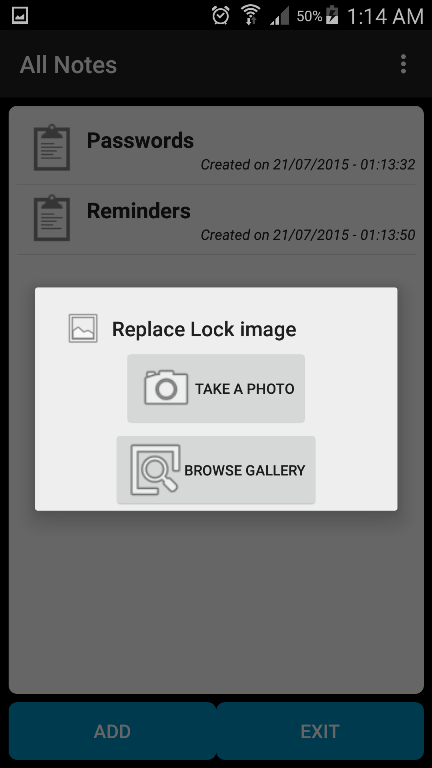 50% 1:14 AM
All Notes
Passwords
Created on 21/07/2015 - 01:13:32
Reminders
Created on 21/07/2015 - 01:13:50
Replace Lock image
TAKE A PHOTO
BROWSE GALLERY
ADD EXIT